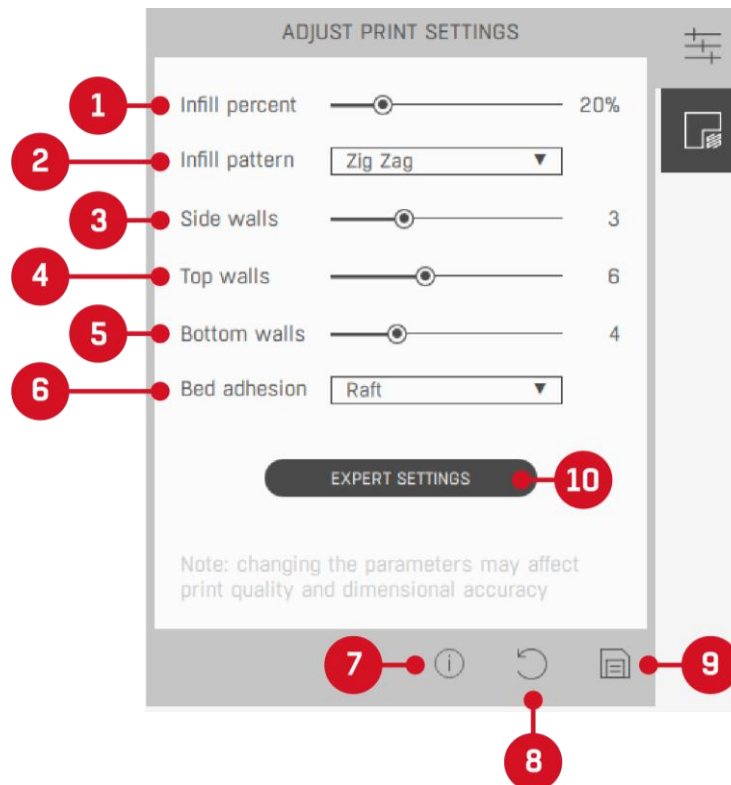 ADJUST PRINT SETTINGS
1 Infill percent 20%
2 Infill pattern Zig Zag
3 Side walls 3
4 Top walls 6
5 Bottom walls 4
6 Bed adhesion Raft
EXPERT SETTINGS 10
Note: changing the parameters may affect
print quality and dimensional accuracy
7 9
8